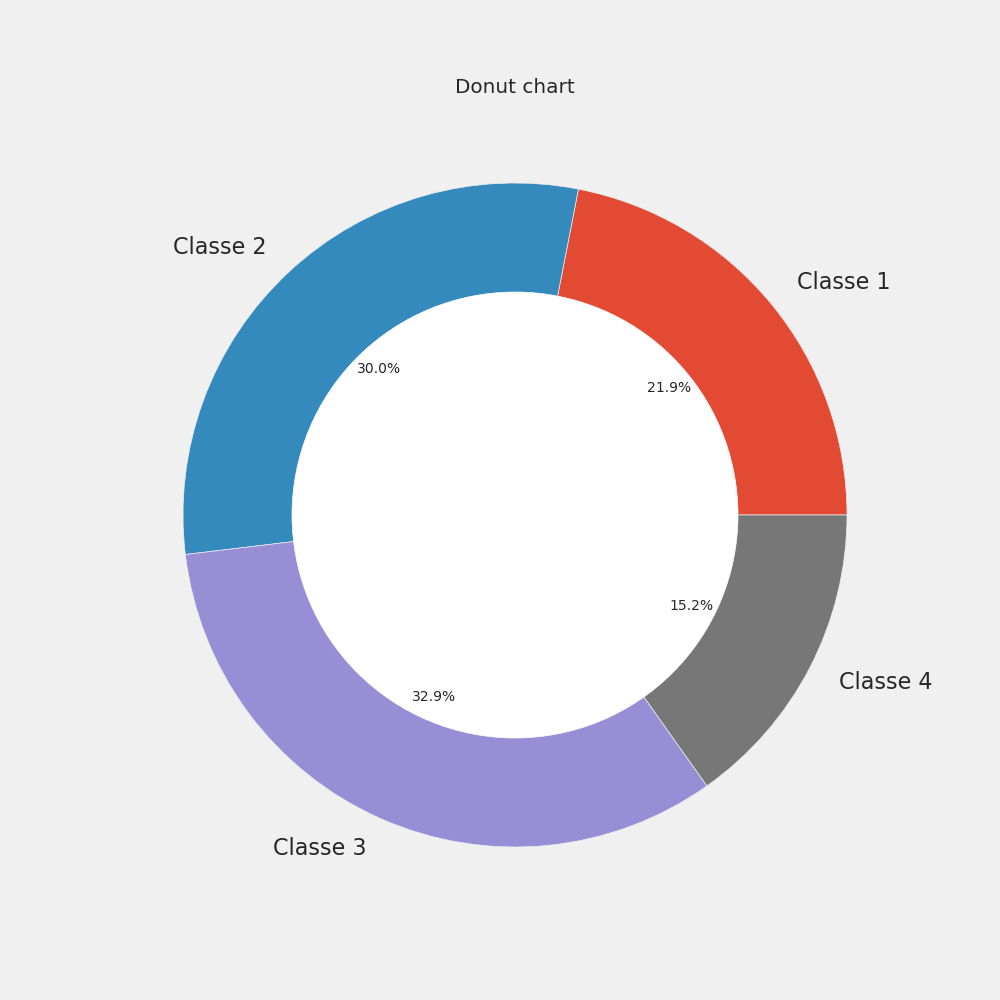 Donut chart
Classe 2
Classe 1
30.0%
21.9%
15.2%
Classe 4
32.9%
Classe 3